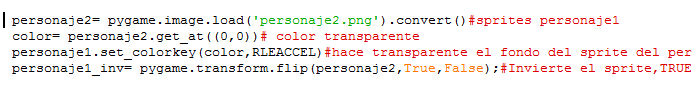 personaje2= pygame.image.load('personaje2.png').convert()#sprites personaje1
color= personaje2.get_at((0,0))# color transparente
personaje1.set_colorkey(color,RLEACCEL)#hace transparente el fondo del sprite del per
personaje1_inv= pygame.transform.flip(personaje2,True,False);#Invierte el sprite,TRUE